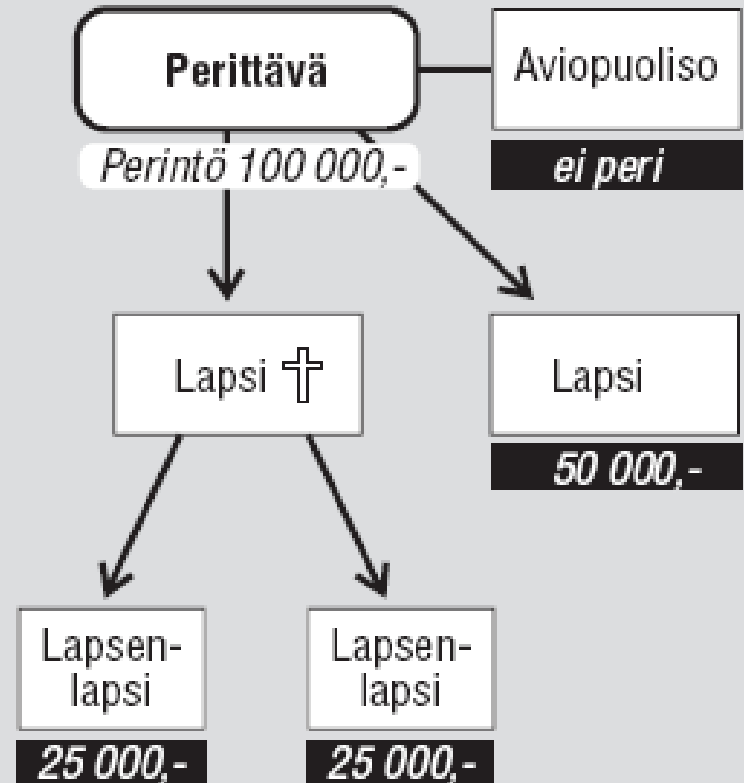 Perittävä
Aviopuoliso
Perintö 100 000,-
ei peri
Lapsi
Lapsi
50 000,-
Lapsen-
lapsi
Lapsen-
lapsi
25 000,-
25 000,-